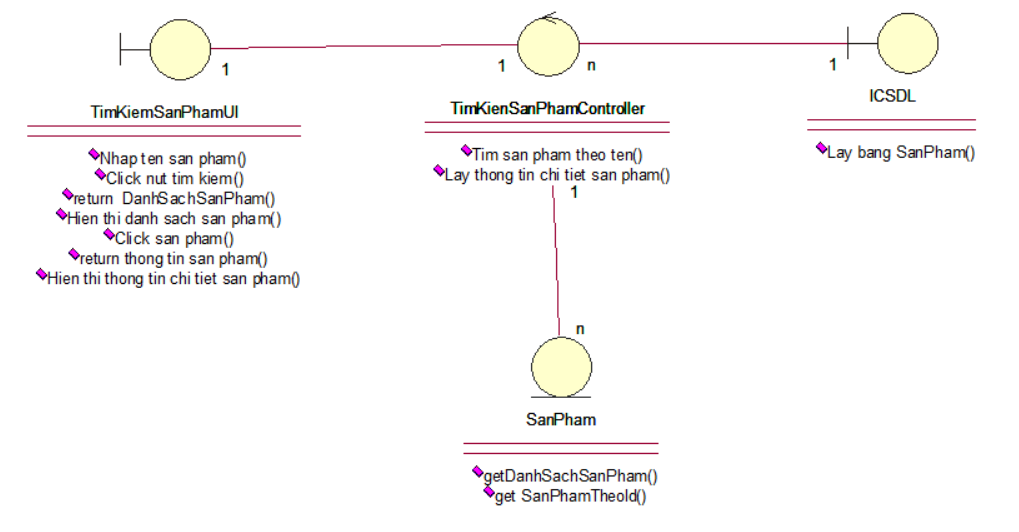 1
1
n
1
TimKiemSanPhamUI
Nhap ten san pham()
Click nut tim kiem()
return DanhSachSanPham()
Hien thi danh sach san pham()
Click san pham()
return thong tin san pham()
Hien thi thong tin chi tiet san pham()
TimKienSanPhamController
Tim san pham theo ten()
Lay thong tin chi tiet san pham()
1
ICSDL
Lay bang SanPham()
n
SanPham
getDanhSachSanPham()
get SanPhamTheoId()